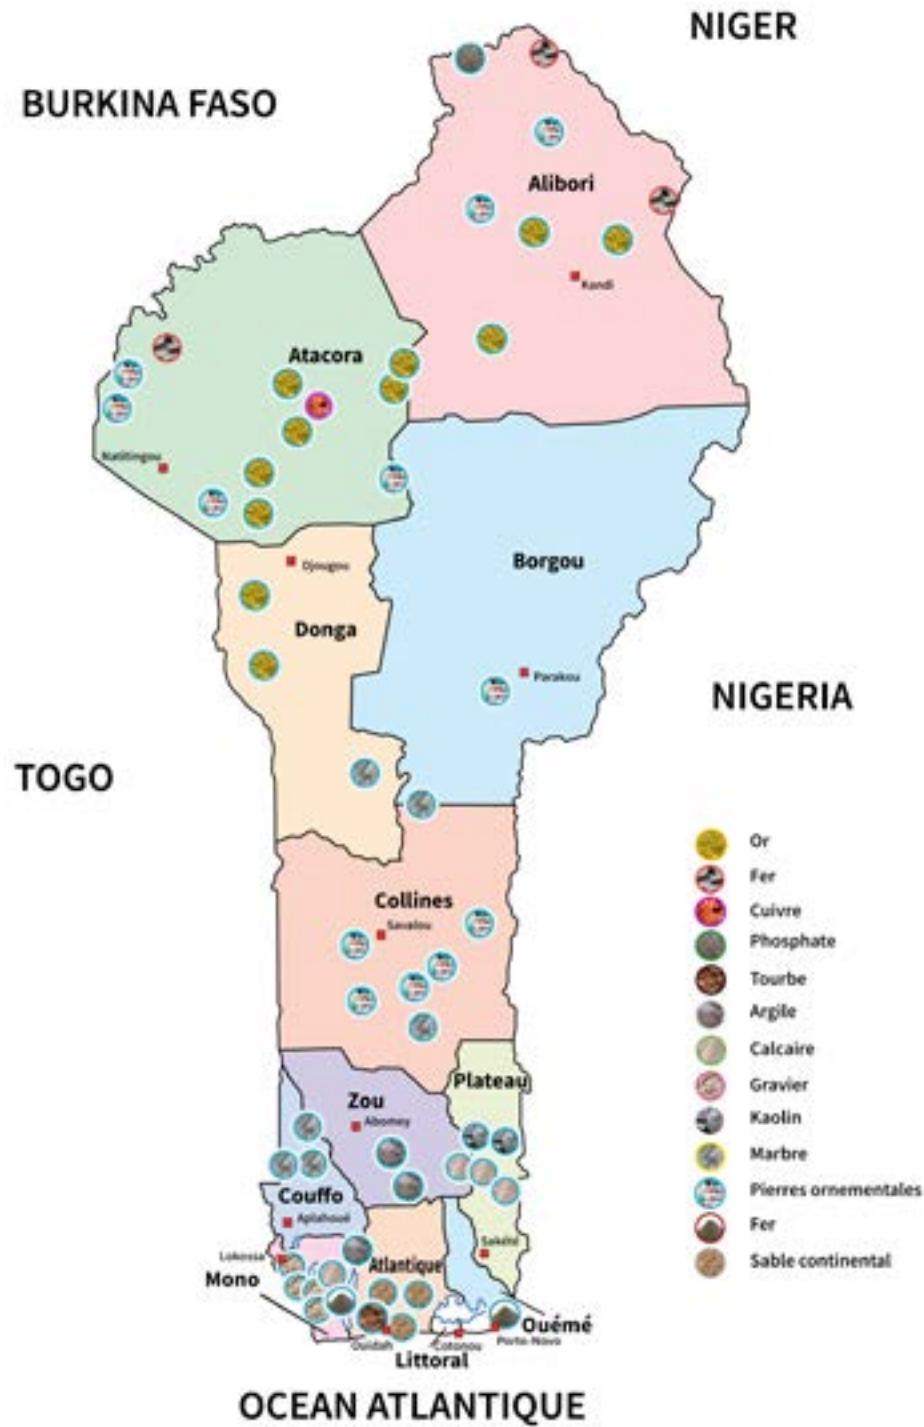 NIGER
BURKINA FASO
Alibori
Kandi
Atacora
Natitingou
Borgou
Djougou
Donga
Parakou
NIGERIA
TOGO
Collines
Savalou
Plateau
Zou
Abomey
Couffo
Aplahoué
Sakété
Lokossa
Atlantique
Mono
Ouémé
Ouidah
Cotonou
Porto-Novo
Littoral
OCEAN ATLANTIQUE
Or
Fer
Cuivre
Phosphate
Tourbe
Argile
Calcaire
Gravier
Kaolin
Marbre
Pierres ornementales
Fer
Sable continental